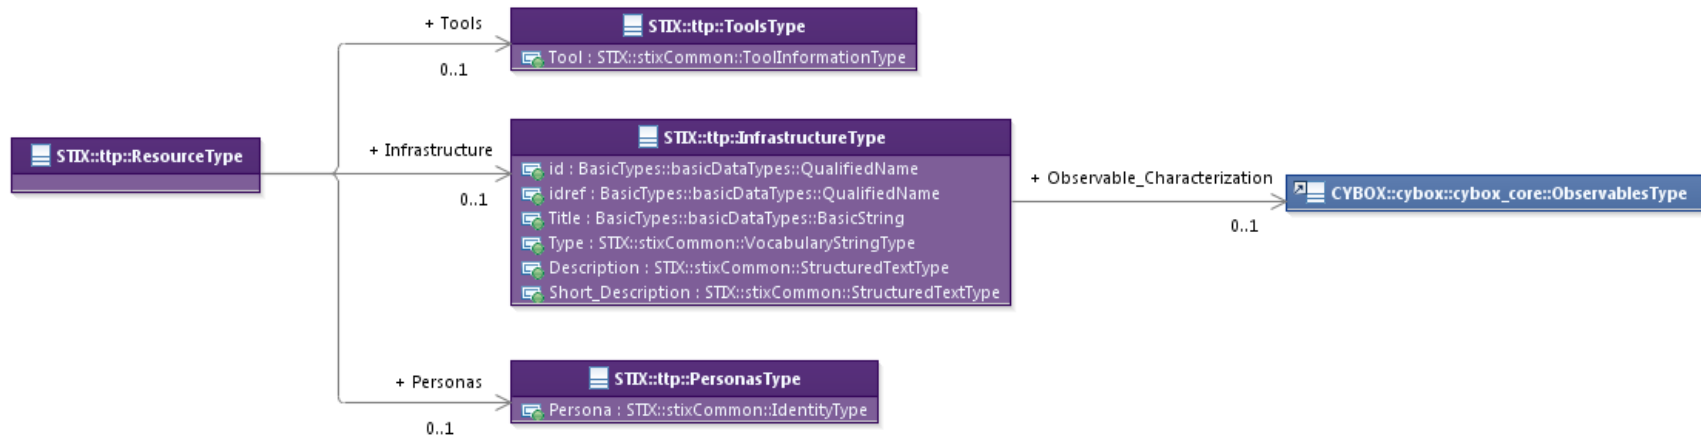 + Tools
0..1
STIX::ttp::ToolsType
Tool : STIX::stixCommon::ToolInformationType
STIX::ttp::ResourceType
+ Infrastructure
0..1
STIX::ttp::InfrastructureType
id : BasicTypes::basicDataTypes::QualifiedName
idref : BasicTypes::basicDataTypes::QualifiedName
Title : BasicTypes::basicDataTypes::BasicString
Type : STIX::stixCommon::VocabularyStringType
Description : STIX::stixCommon::StructuredTextType
Short_Description : STIX::stixCommon::StructuredTextType
+ Observable_Characterization
0..1
CYBOX::cybox::cybox_core::ObservablesType
+ Personas
0..1
STIX::ttp::PersonasType
Persona : STIX::stixCommon::IdentityType